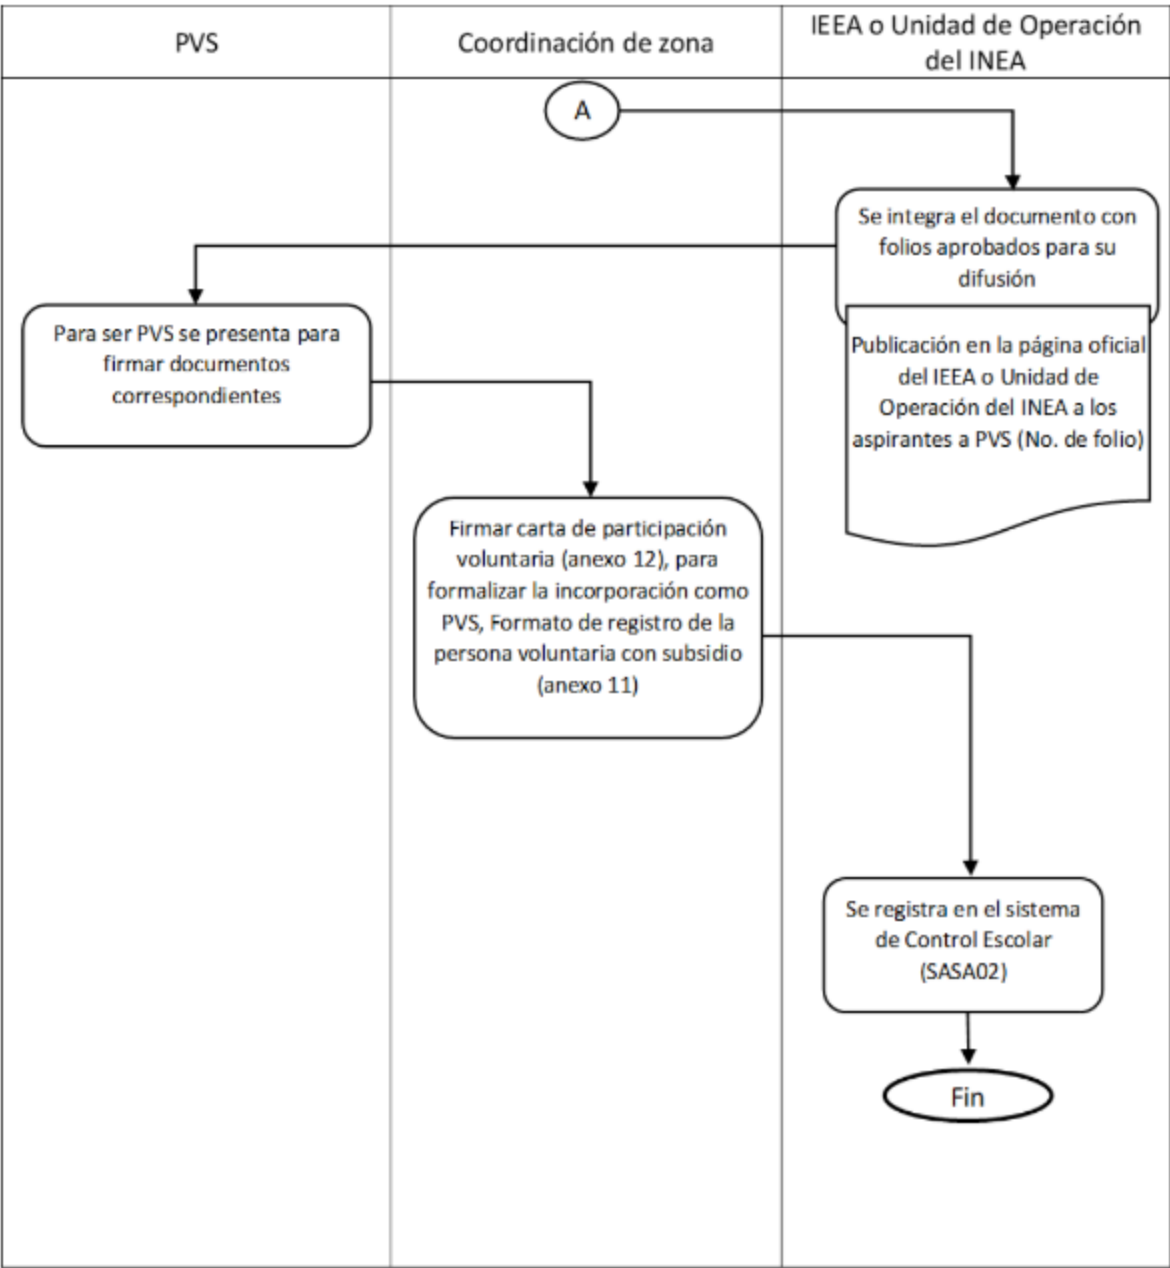 PVS
Coordinación de zona
IEEA o Unidad de Operación
del INEA
A
Se integra el documento con
folios aprobados para su
difusión
Publicación en la página oficial
del IEEA o Unidad de
Operación del INEA a los
aspirantes a PVS (No. de folio)
Para ser PVS se presenta para
firmar documentos
correspondientes
Firmar carta de participación
voluntaria (anexo 12), para
formalizar la incorporación como
PVS, Formato de registro de la
persona voluntaria con subsidio
(anexo 11)
Se registra en el sistema
de Control Escolar
(SASA02)
Fin